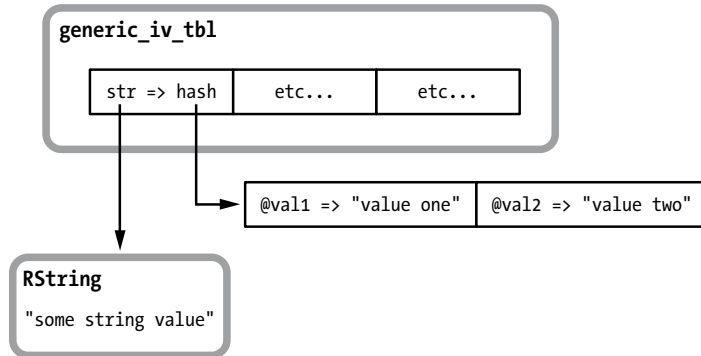 generic_iv_tbl
str => hash etc... etc...
@val1 => "value one" @val2 => "value two"
RString
"some string value"